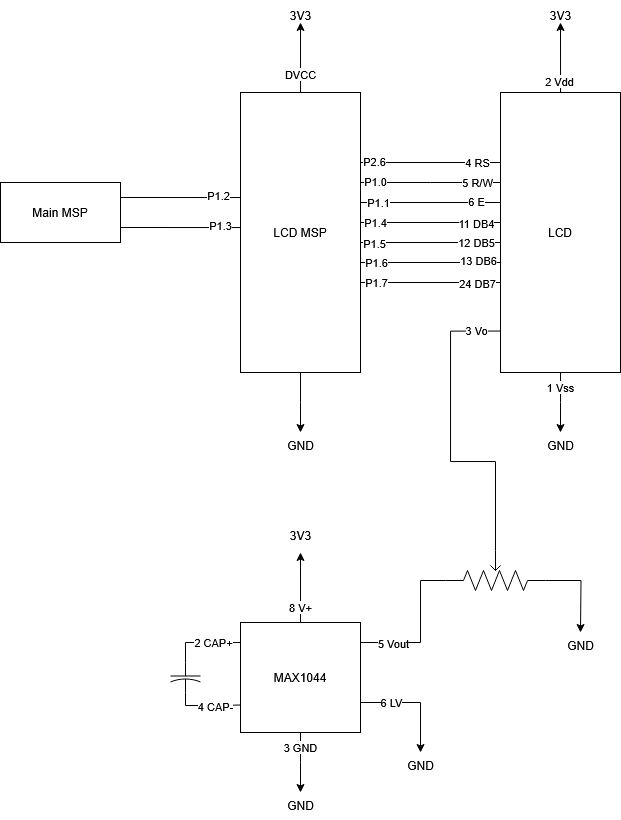 3V3
3V3
DVCC
2 Vdd
P2.6
4 RS
P1.0
5 R/W
P1.2
P1.1
6 E
Main MSP
P1.3
LCD MSP
P1.4
11 DB4
LCD
P1.5
12 DB5
P1.6
13 DB6
P1.7
24 DB7
3 Vo
1 Vss
GND
GND
3V3
8 V+
2 CAP+
5 Vout
GND
MAX1044
4 CAP-
6 LV
3 GND
GND
GND